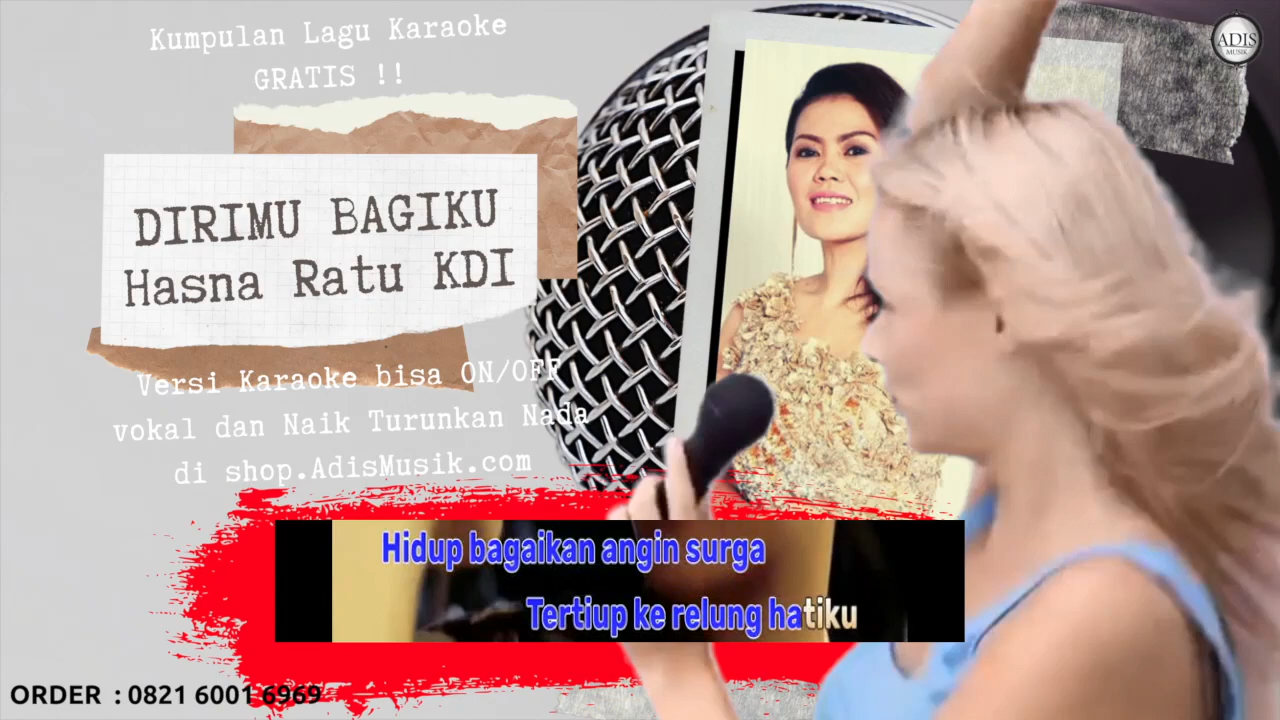 Kumpulan Lagu Karaoke
GRATIS !!
ADIS
MUSIK
DIRIMU BAGIKU
Hasna Ratu KDI
Versi Karaoke bisa ON/OFF
vokal dan Naik Turunkan Nada
di shop.AdisMusik.com
Hidup bagaikan angin surga
Tertiup ke relung hatiku
ORDER : 0821 6001 6969